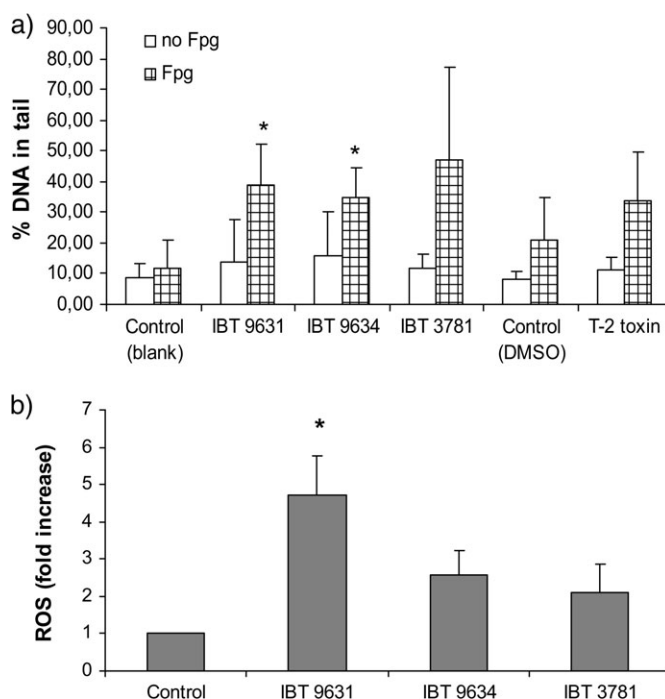 a)
% DNA in tail
90,00
80,00
70,00
60,00
50,00
40,00
30,00
20,00
10,00
0,00
no Fpg
Fpg
*
*
Control IBT 9631 IBT 9634 IBT 3781 Control T-2 toxin
(blank) (DMSO)
b)
ROS (fold increase)
7
6
5
4
3
2
1
0
*
Control IBT 9631 IBT 9634 IBT 3781